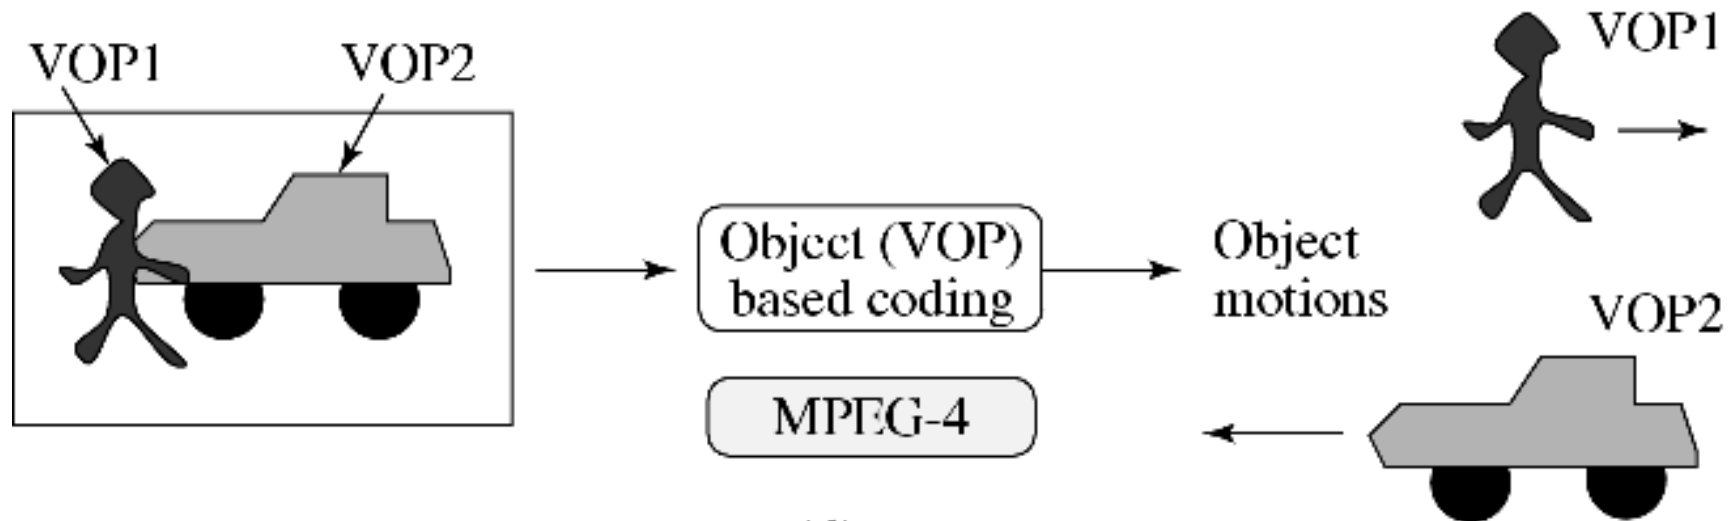 VOP1
VOP2
Object (VOP)
based coding
MPEG-4
Object
motions
VOP1
VOP2